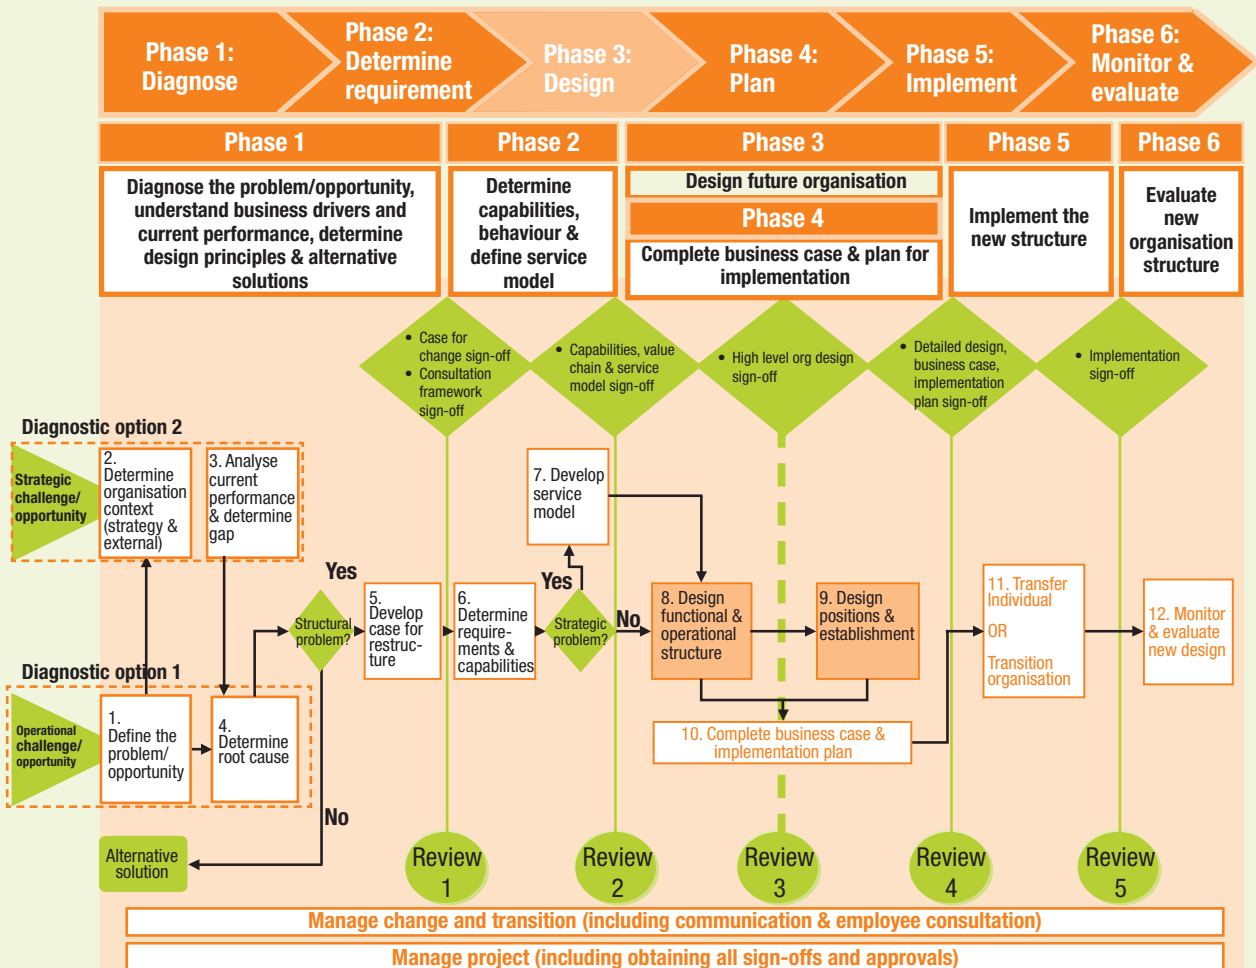 Phase 1:
Diagnose
Phase 2:
Determine
requirement
Phase 3:
Design
Phase 4:
Plan
Phase 5:
Implement
Phase 6:
Monitor &
evaluate
Phase 1
Phase 2
Phase 3
Phase 5
Phase 6
Diagnose the problem/opportunity,
understand business drivers and
current performance, determine
design principles & alternative
solutions
Determine
capabilities,
behaviour &
define service
model
Design future organisation
Phase 4
Complete business case & plan for
implementation
Implement the
new structure
Evaluate
new
organisation
structure
• Case for
change sign-off
• Consultation
framework
sign-off
• Capabilities, value
chain & service
model sign-off
• High level org design
sign-off
• Detailed design,
business case,
implementation
plan sign-off
• Implementation
sign-off
Diagnostic option 2
Strategic
challenge/
opportunity
2.
Determine
organisation
context
(strategy &
external)
3. Analyse
current
performance
& determine
gap
7. Develop
service
model
Yes
Structural
problem?
5.
Develop
case for
restruc-
ture
6.
Determine
require-
ments &
capabilities
Yes
Strategic
problem?
No
8. Design
functional &
operational
structure
9. Design
positions &
establishment
11. Transfer
Individual
OR
Transition
organisation
12. Monitor
& evaluate
new design
Diagnostic option 1
Operational
challenge/
opportunity
1.
Define the
problem/
opportunity
4.
Determine
root cause
10. Complete business case &
implementation plan
No
Alternative
solution
Review
1
Review
2
Review
3
Review
4
Review
5
Manage change and transition (including communication & employee consultation)
Manage project (including obtaining all sign-offs and approvals)